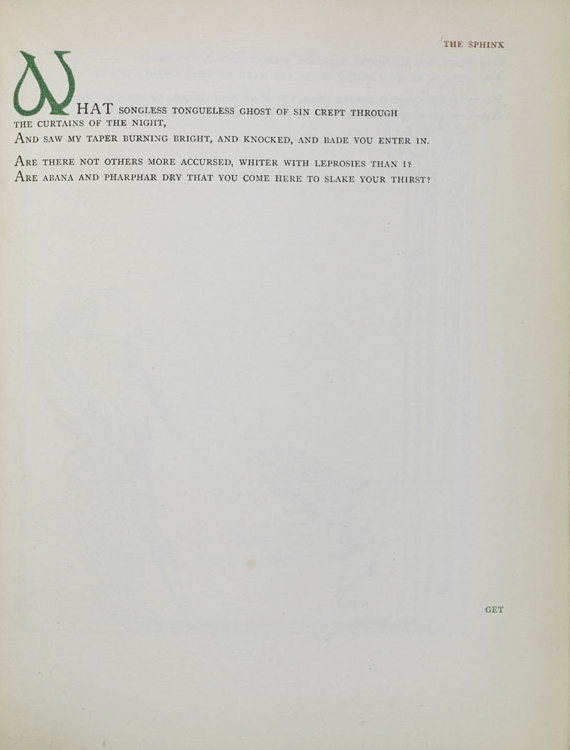 THE SPHINX
WHAT SONGLESS TONGUELESS GHOST OF SIN CREPT THROUGH
THE CURTAINS OF THE NIGHT,
AND SAW MY TAPER BURNING BRIGHT, AND KNOCKED, AND BADE YOU ENTER IN.
ARE THERE NOT OTHERS MORE ACCURSED, WHITER WITH LEPROSIES THAN I?
ARE ABANA AND PHARPHAR DRY THAT YOU COME HERE TO SLAKE YOUR THIRST?
GET